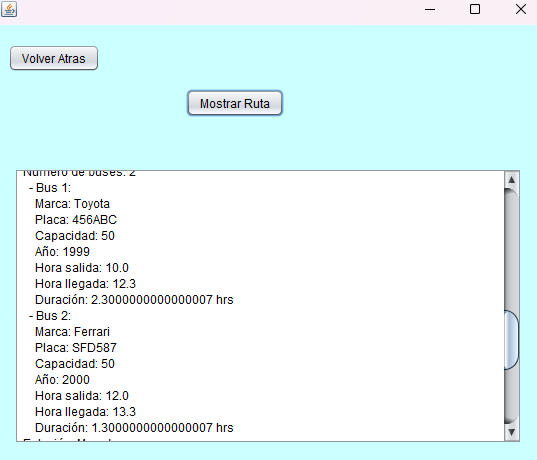 Volver Atras
Mostrar Ruta
Número de buses: 2
- Bus 1:
Marca: Toyota
Placa: 456ABC
Capacidad: 50
Año: 1999
Hora salida: 10.0
Hora llegada: 12.3
Duración: 2.3000000000000007 hrs
- Bus 2:
Marca: Ferrari
Placa: SFD587
Capacidad: 50
Año: 2000
Hora salida: 12.0
Hora llegada: 13.3
Duración: 1.3000000000000007 hrs